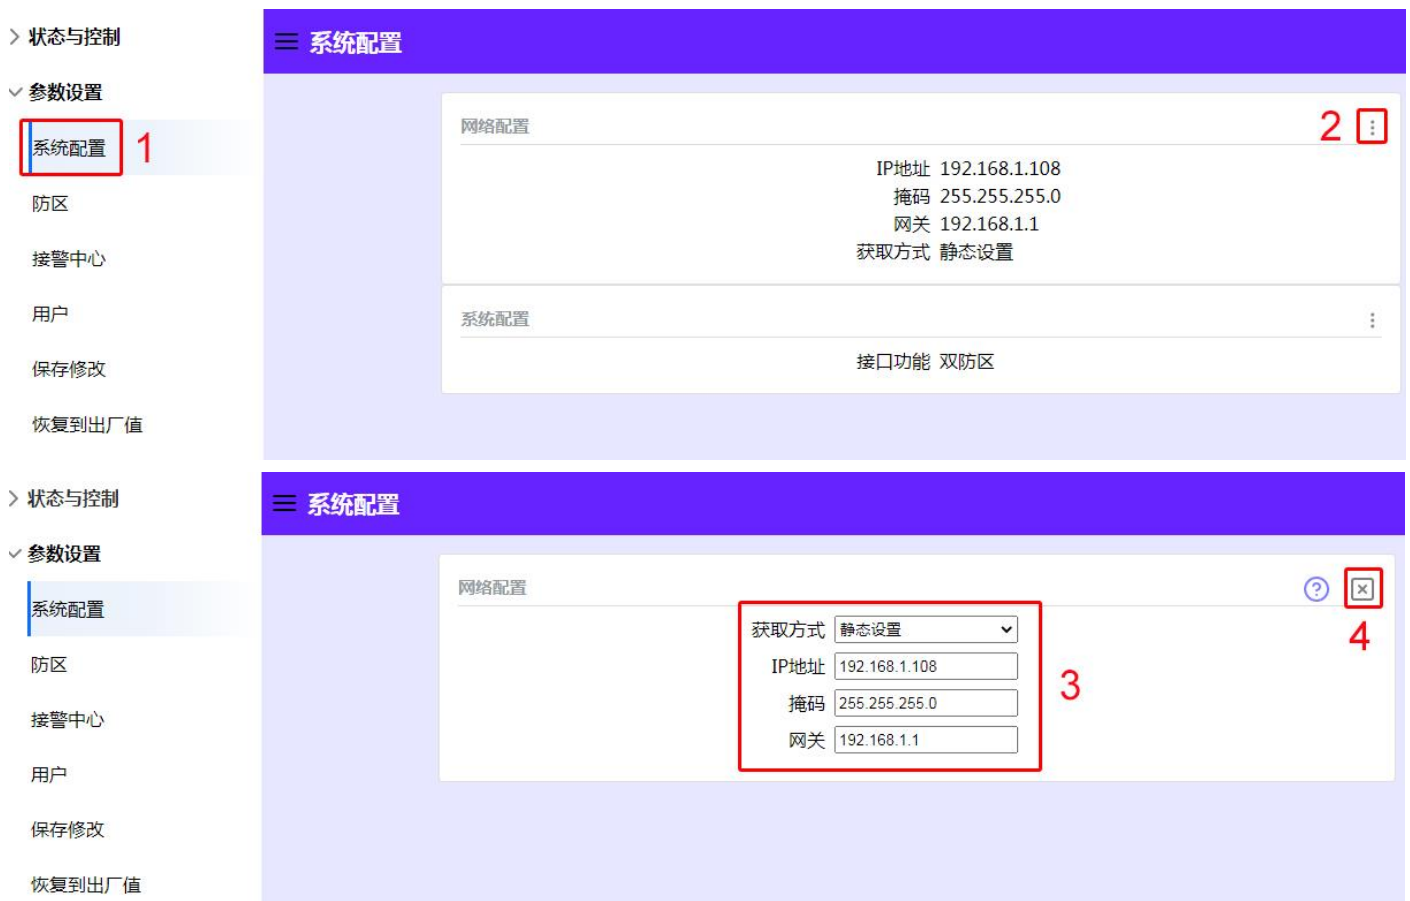 状态与控制
系统配置
参数设置
系统配置
1
防区
接警中心
用户
保存修改
恢复到出厂值
网络配置
2
IP地址 192.168.1.108
掩码 255.255.255.0
网关 192.168.1.1
获取方式 静态设置
系统配置
接口功能 双防区
状态与控制
系统配置
参数设置
系统配置
防区
接警中心
用户
保存修改
恢复到出厂值
网络配置
?
4
获取方式 静态设置
IP地址 192.168.1.108
掩码 255.255.255.0
网关 192.168.1.1
3